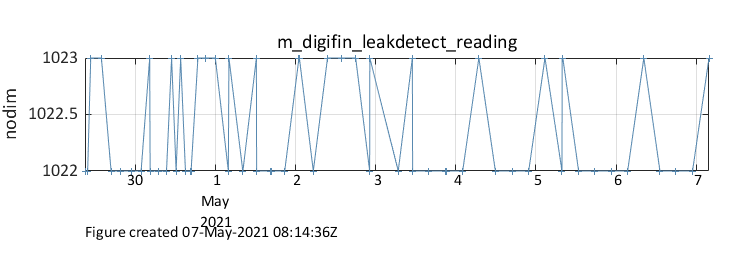 m_digifin_leakdetect_reading
1023
1022.5
1022
nodim
30 1 2 3 4 5 6 7
May
2021
Figure created 07-May-2021 08:14:36Z